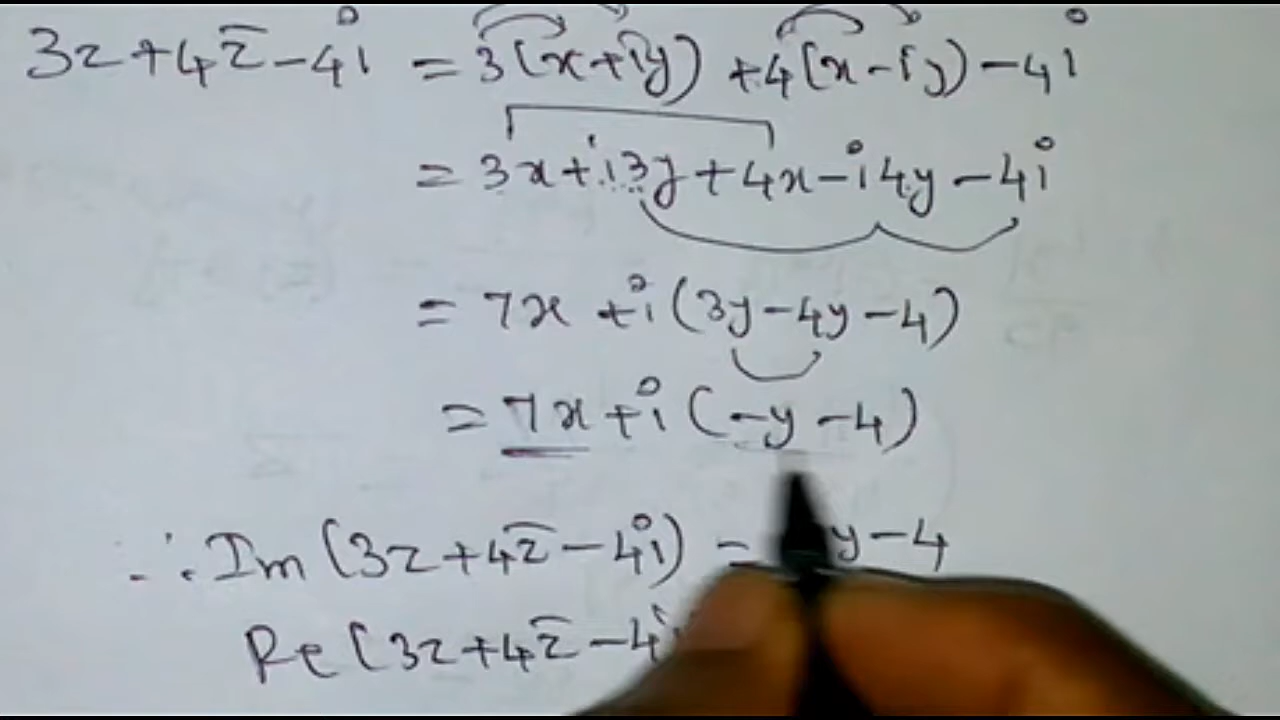 3z+4z̅-4i = 3(x+iy) +4(x-iy)-4i
= 3x+i3y+4x-i4y-4i
= 7x +i(3y-4y-4)
= 7x+i(-y-4)
∴ Im(3z+4z̅-4i) = y-4
Re(3z+4z̅-4i